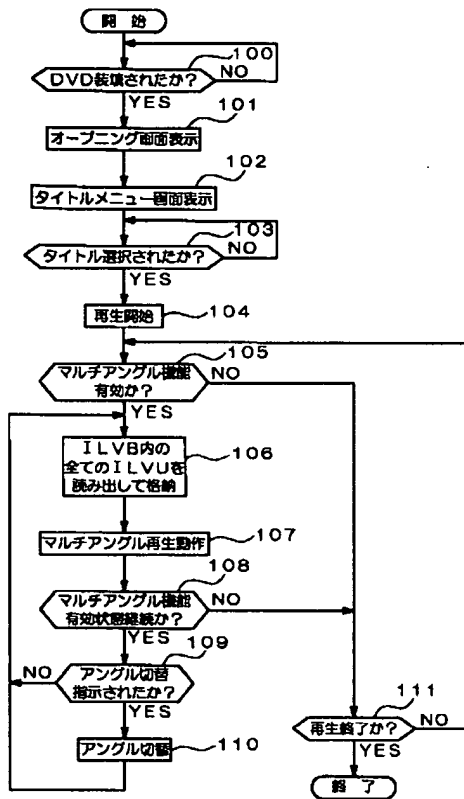 開 始
100
DVD装填されたか?
NO
YES
101
オープニング画面表示
102
タイトルメニュー画面表示
103
タイトル選択されたか?
NO
YES
再生開始
104
105
マルチアングル機能
有効か?
NO
YES
ILVB内の
全てのILVUを
読み出して格納
106
107
マルチアングル再生動作
108
マルチアングル機能
有効状態継続か?
NO
YES
109
アングル切替
指示されたか?
NO
YES
アングル切替
110
111
再生終了か?
NO
YES
終 了